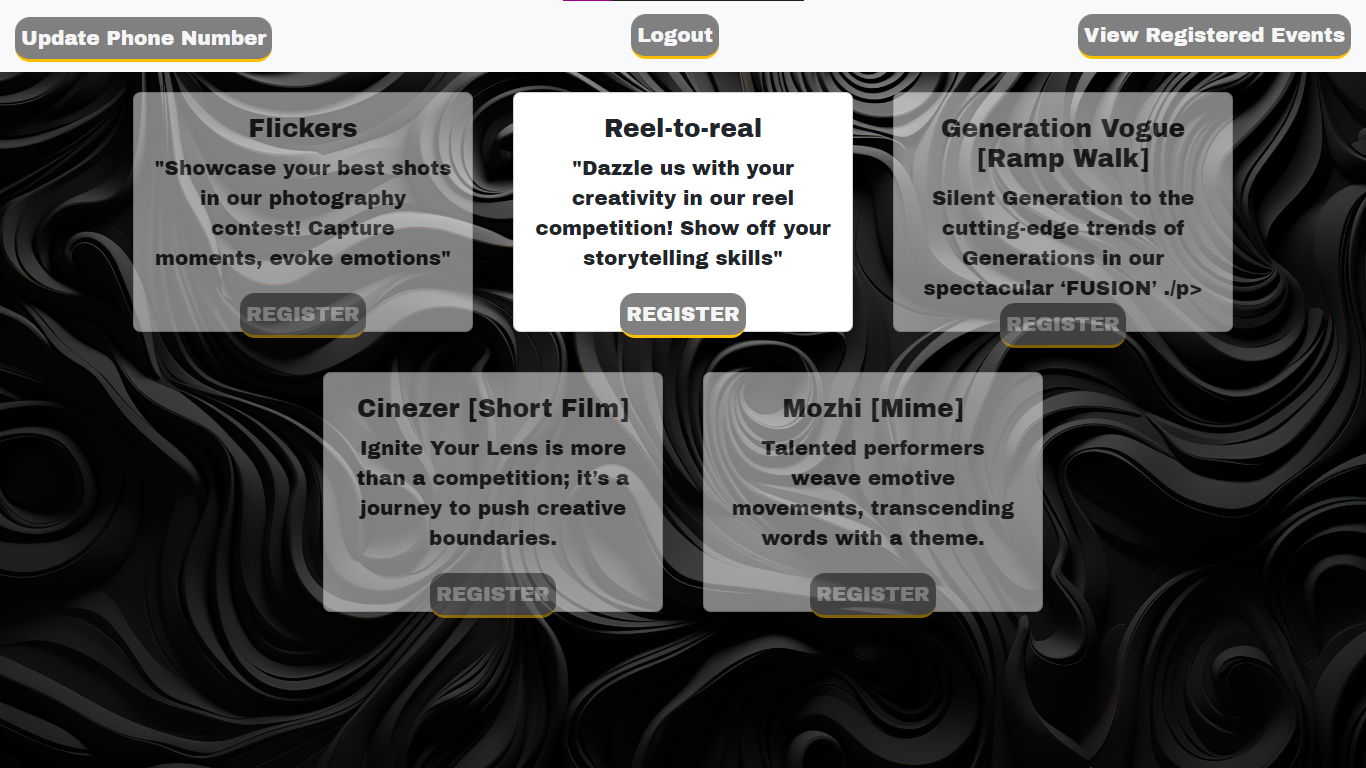 Update Phone Number
Logout
View Registered Events
Flickers
"Showcase your best shots
in our photography
contest! Capture
moments, evoke emotions"
REGISTER
Reel-to-real
"Dazzle us with your
creativity in our reel
competition! Show off your
storytelling skills"
REGISTER
Generation Vogue
[Ramp Walk]
Silent Generation to the
cutting-edge trends of
Generations in our
spectacular ‘FUSION’ ./p>
REGISTER
Cinezer [Short Film]
Ignite Your Lens is more
than a competition; it’s a
journey to push creative
boundaries.
REGISTER
Mozhi [Mime]
Talented performers
weave emotive
movements, transcending
words with a theme.
REGISTER